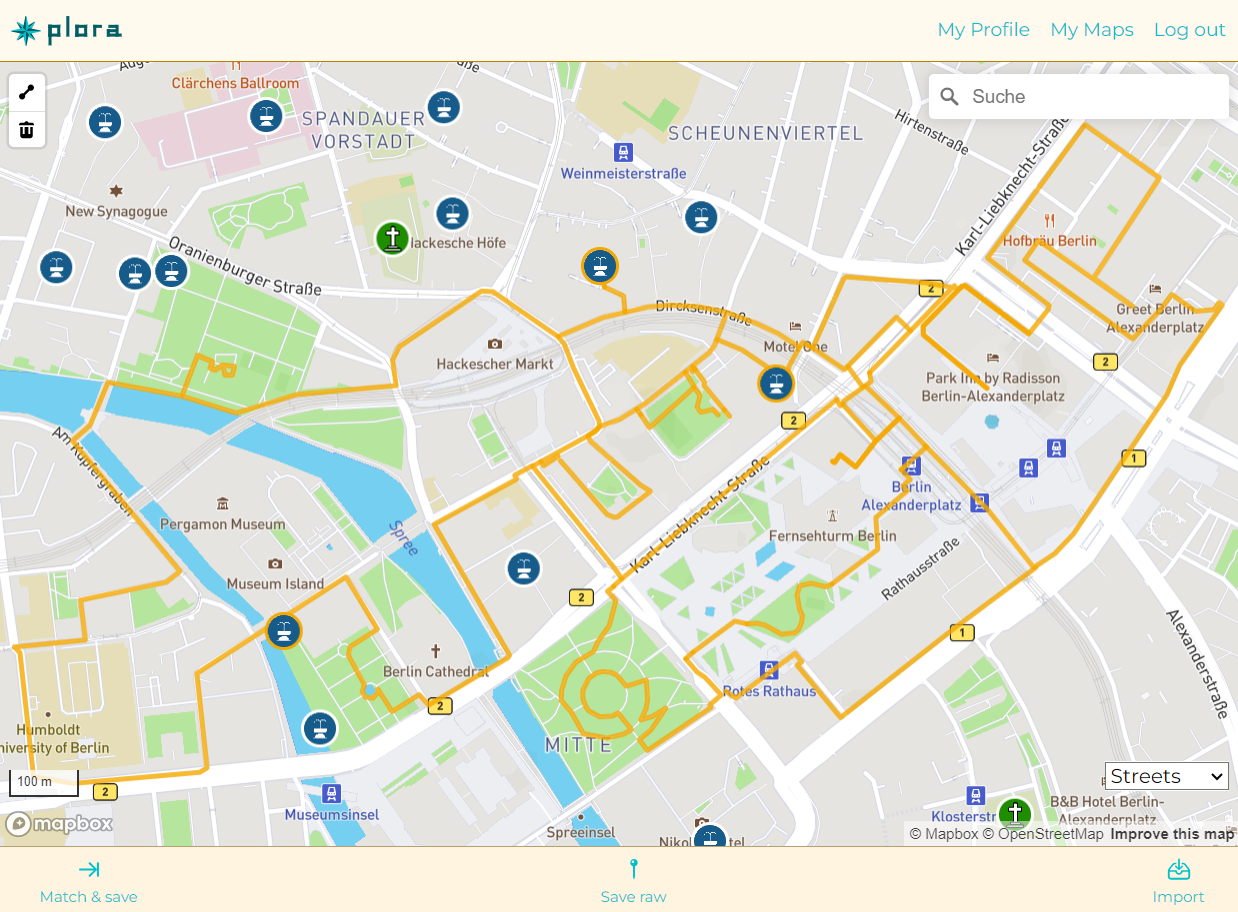 plora
My Profile
My Maps
Log out
Clärchens Ballroom
SPANDAUER
VORSTADT
SCHEUNENVIERTEL
Suche
Hirtenstraße
Weinmeisterstraße
Karl-Liebknecht-Straße
New Synagogue
Oranienburger Straße
Hackesche Höfe
Hofbräu Berlin
2
Dircksenstraße
Greet Berlin
Alexanderplatz
Motel One
Hackescher Markt
2
Park Inn by Radisson
Berlin-Alexanderplatz
2
Am Kupfergraben
1
Karl-Liebknecht-Straße
Berlin
Alexanderplatz
Pergamon Museum
Spree
Fernsehturm Berlin
Rathausstraße
Museum Island
2
Alexanderstraße
1
Berlin Cathedral
Rotes Rathaus
2
Humboldt
niversity of Berlin
MITTE
100 m
2
Streets
Museumsinsel
B&B Hotel Berlin-
Alexanderplatz
Klosterstr
mapbox
Spreeinsel
© Mapbox © OpenStreetMap Improve this map
Match & save
Save raw
Import